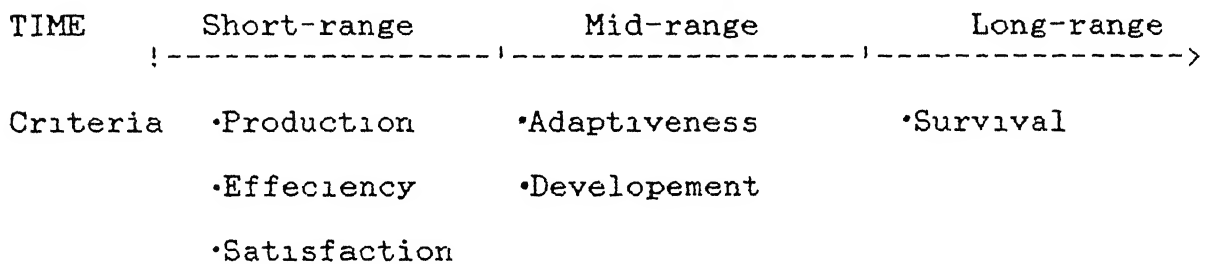 TIME Short-range Mid-range Long-range
!-----------------'------------------'---------------->
Criteria •Production •Adaptiveness •Survival
•Effeciency •Developement
•Satisfaction